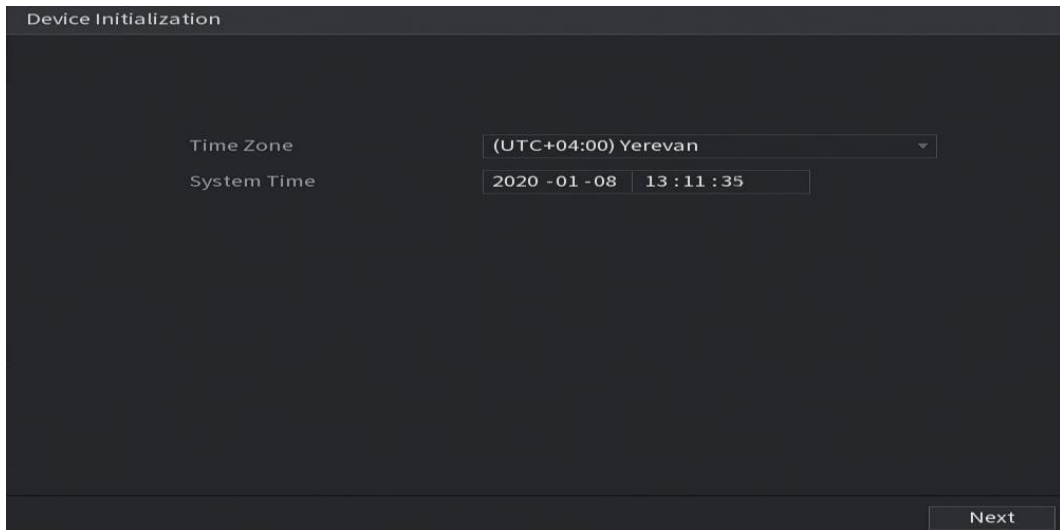 Device Initialization
Time Zone (UTC+04:00) Yerevan
System Time 2020 -01 -08 13 : 11 : 35
Next